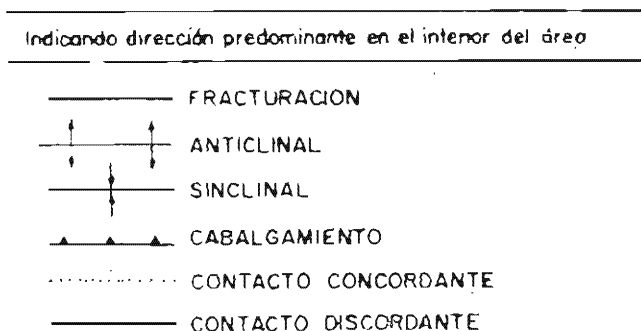 Indicando dirección predominante en el interior del área
FRACTURACION
ANTICLINAL
SINCLINAL
CABALGAMIENTO
CONTACTO CONCORDANTE
CONTACTO DISCORDANTE